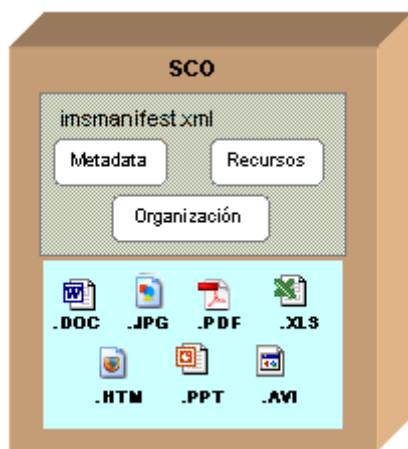 SCO
imsmanifest.xml
Metadata Recursos
Organización
.DOC .JPG .PDF .XLS
.HTM .PPT .AVI